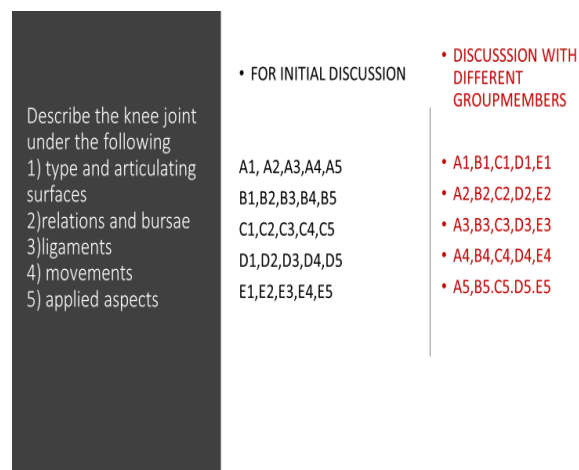 Describe the knee joint
under the following
1) type and articulating
surfaces
2)relations and bursae
3)ligaments
4) movements
5) applied aspects
• FOR INITIAL DISCUSSION
A1, A2,A3,A4,A5
B1,B2,B3,B4,B5
C1,C2,C3,C4,C5
D1,D2,D3,D4,D5
E1,E2,E3,E4,E5
• DISCUSSSION WITH
DIFFERENT
GROUPMEMBERS
• A1,B1,C1,D1,E1
• A2,B2,C2,D2,E2
• A3,B3,C3,D3,E3
• A4,B4,C4,D4,E4
• A5,B5.C5.D5.E5